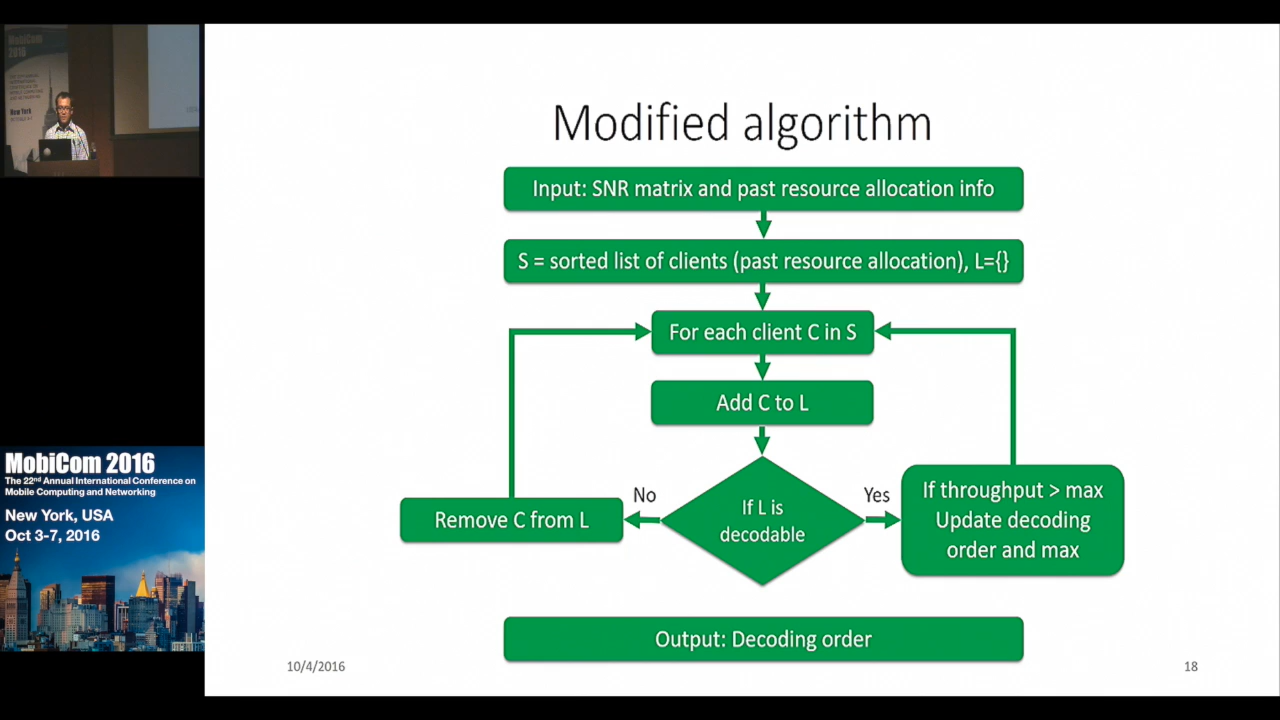 MobiCom
2016
New York
Modified algorithm
Input: SNR matrix and past resource allocation info
S = sorted list of clients (past resource allocation), L={}
For each client C in S
Add C to L
No
Yes
If L is
decodable
Remove C from L
If throughput > max
Update decoding
order and max
Output: Decoding order
10/4/2016
18
MobiCom 2016
The 22nd Annual International Conference on
Mobile Computing and Networking
New York, USA
Oct 3-7, 2016